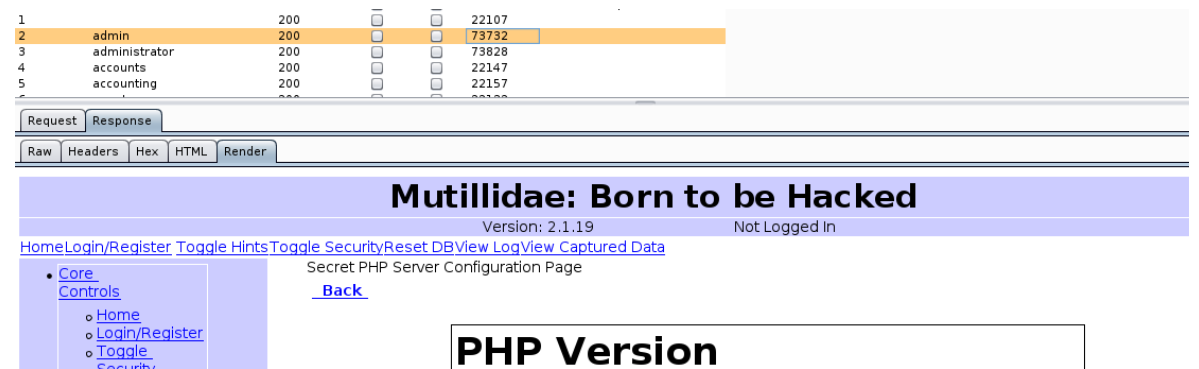 1 200 22107
2 admin 200 73732
3 administrator 200 73828
4 accounts 200 22147
5 accounting 200 22157
Request Response
Raw Headers Hex HTML Render
Mutillidae: Born to be Hacked
Version: 2.1.19 Not Logged In
Home Login/Register Toggle Hints Toggle Security Reset DB View Log View Captured Data
Core
Controls
Home
Login/Register
Toggle
Security
Secret PHP Server Configuration Page
Back
PHP Version